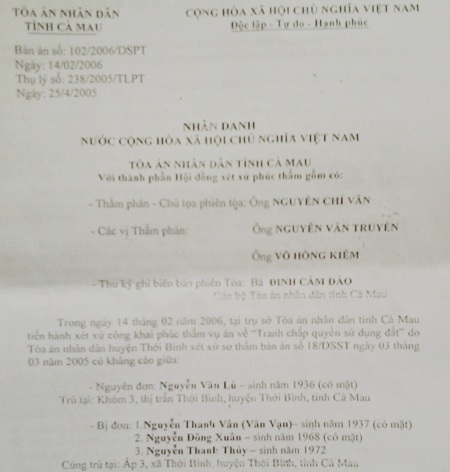 TÒA ÁN NHÂN DÂN
TỈNH CÀ MAU
CỘNG HÒA XÃ HỘI CHỦ NGHĨA VIỆT NAM
Độc lập - Tự do - Hạnh phúc
Bản án số: 102/2006/DSPT
Ngày: 14/02/2006
Thụ lý số: 238/2005/TLPT
Ngày: 25/4/2005
NHÂN DANH
NƯỚC CỘNG HÒA XÃ HỘI CHỦ NGHĨA VIỆT NAM
TÒA ÁN NHÂN DÂN TỈNH CÀ MAU
Với thành phần Hội đồng xét xử phúc thẩm gồm có:
- Thẩm phán - Chủ tọa phiên tòa: Ông NGUYỄN CHÍ VĂN
- Các vị Thẩm phán: Ông NGUYỄN VĂN TRUYỀN
Ông VÕ HỒNG KIẾM
- Thư ký ghi biên bản phiên Tòa: Bà ĐINH CẨM ĐÀO
Cán bộ Tòa án nhân dân tỉnh Cà Mau
Trong ngày 14 tháng 02 năm 2006, tại trụ sở Tòa án nhân dân tỉnh Cà Mau
tiến hành xét xử công khai phúc thẩm vụ án về "Tranh chấp quyền sử dụng đất" do
Tòa án nhân dân huyện Thới Bình xét xử sơ thẩm bản án số 18/DSST ngày 03 tháng
03 năm 2005 có kháng cáo giữa:
- Nguyên đơn: Nguyễn Văn Lù – sinh năm 1936 (có mặt)
Trú tại: Khóm 3, thị trấn Thới Bình, huyện Thới Bình, tỉnh Cà Mau
- Bị đơn: 1.Nguyễn Thanh Vân (Văn Vạn)– sinh năm 1937 (có mặt)
2. Nguyễn Đồng Xuân – sinh năm 1968 (có mặt)
3. Nguyễn Thanh Thúy – sinh năm 1972
Cùng trú tại: Ấp 3, xã Thới Bình, huyện Thới Bình, tỉnh Cà Mau